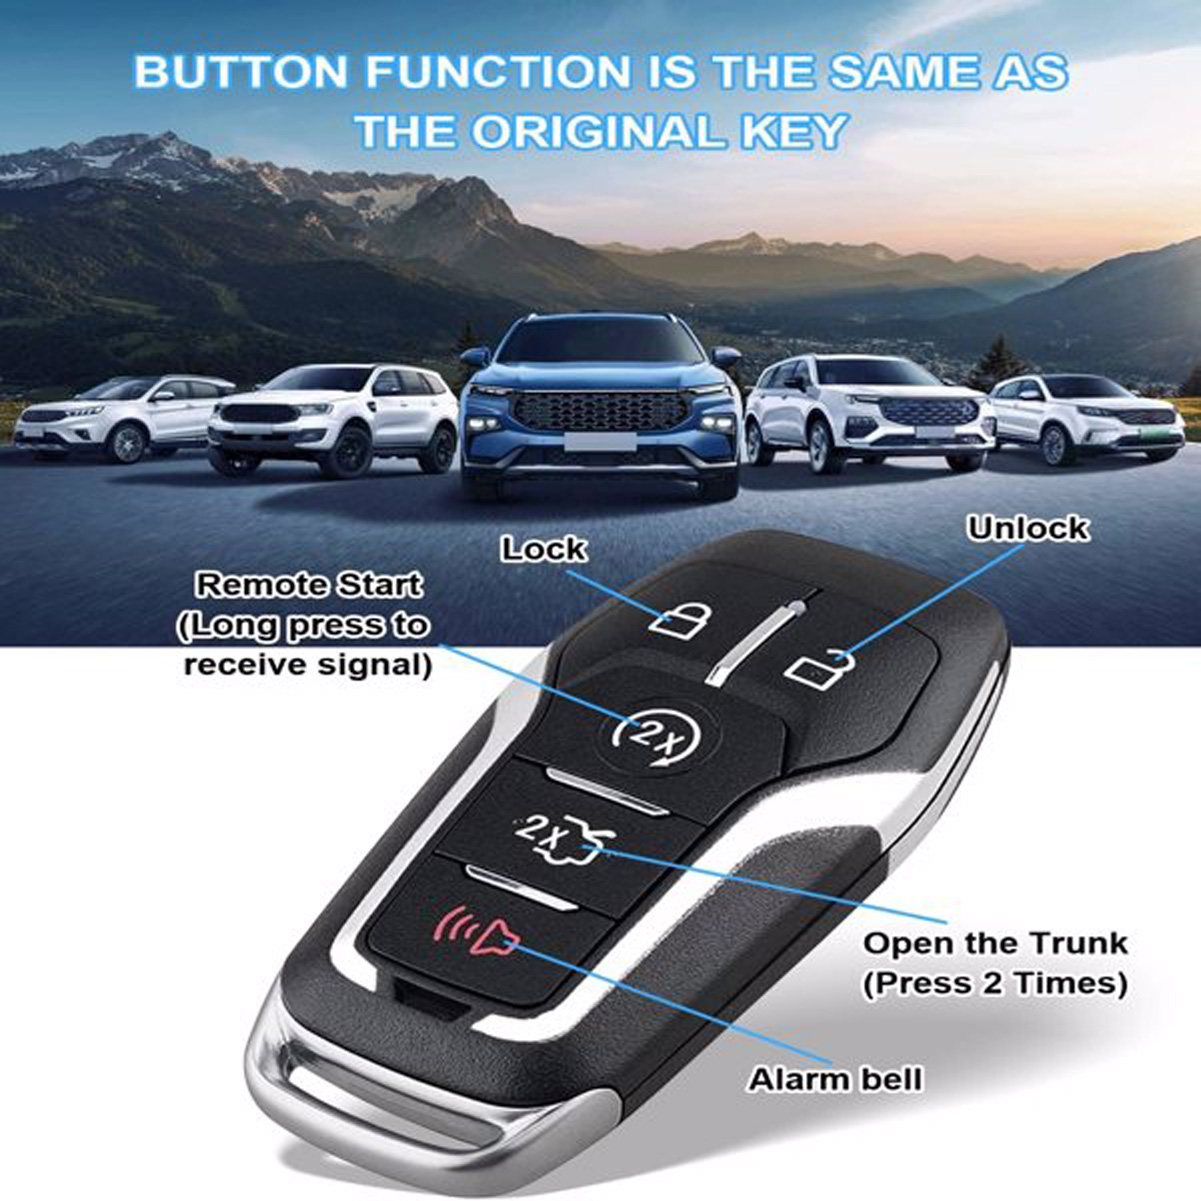 BUTTON FUNCTION IS THE SAME AS
THE ORIGINAL KEY
Lock
Unlock
Remote Start
(Long press to
receive signal)
2x
2x
Open the Trunk
(Press 2 Times)
Alarm bell